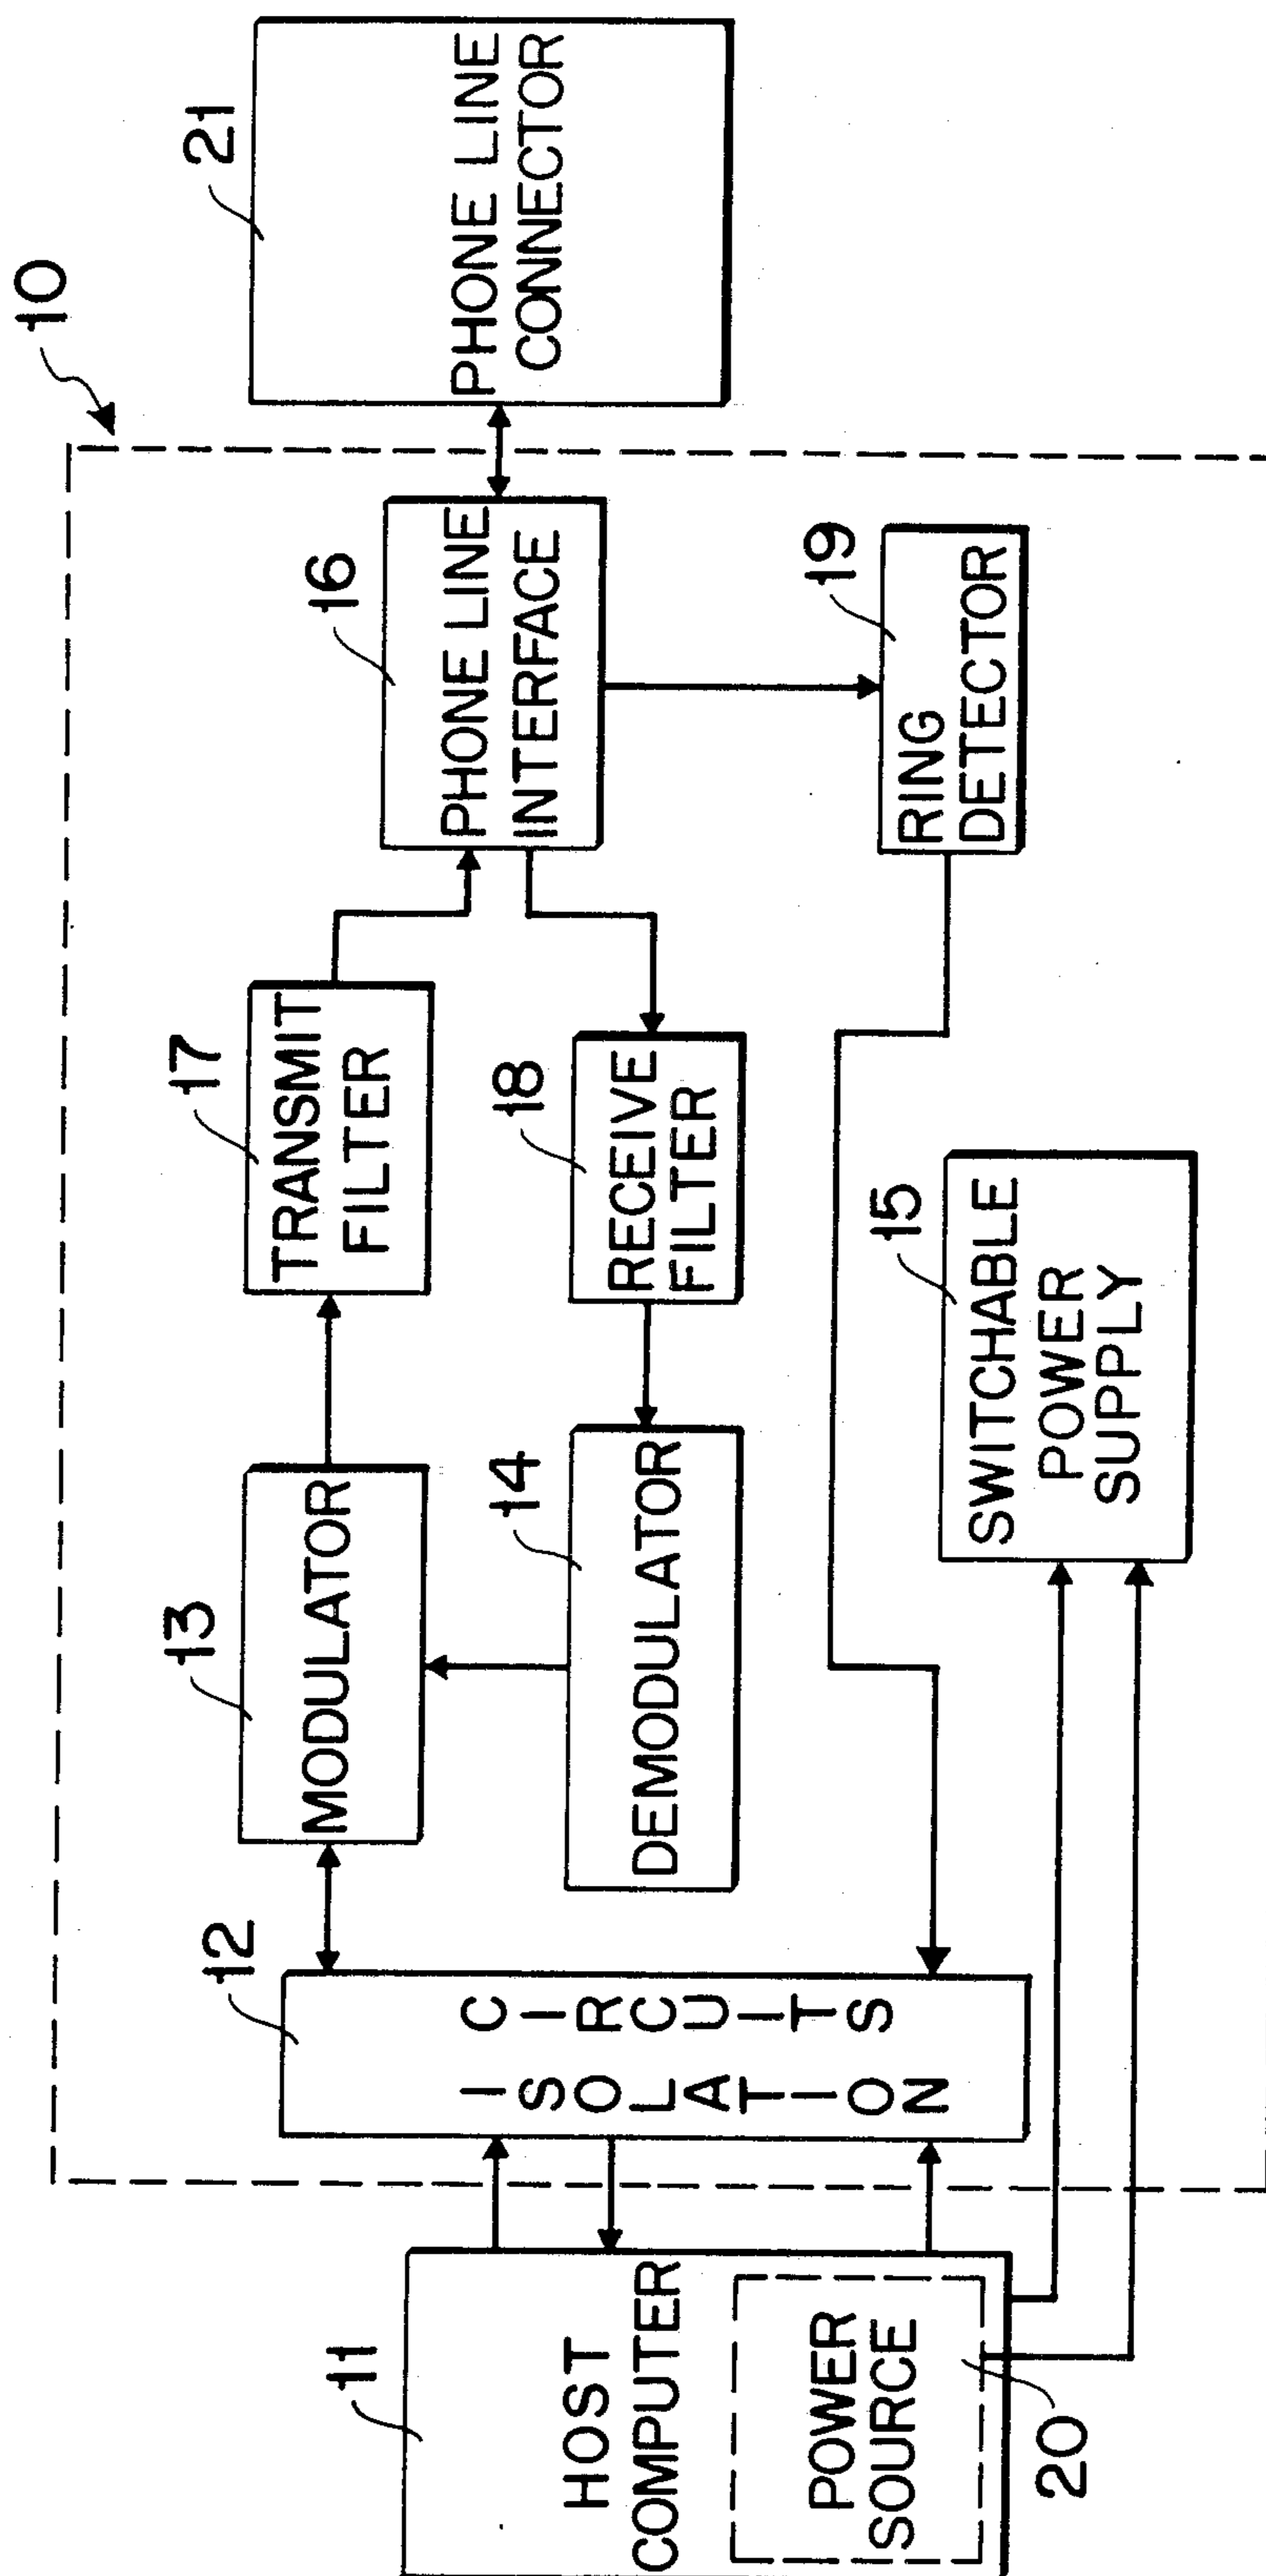 10
11
HOST
COMPUTER
POWER
SOURCE
20
12
ISOLATION
CIRCUITS
13
MODULATOR
14
DEMODULATOR
17
TRANSMIT
FILTER
18
RECEIVE
FILTER
15
SWITCHABLE
POWER
SUPPLY
16
PHONE LINE
INTERFACE
19
RING
DETECTOR
21
PHONE LINE
CONNECTOR